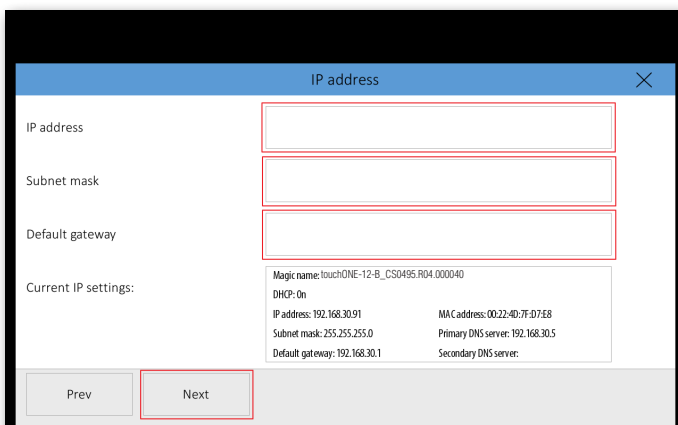 IP address
IP address
Subnet mask
Default gateway
Current IP settings:
Magic name: touchONE-12-B_CS0495.R04.000040
DHCP: On
IP address: 192.168.30.91
MAC address: 00:22:4D:7F:D7:E8
Subnet mask: 255.255.255.0
Primary DNS server: 192.168.30.5
Default gateway: 192.168.30.1
Secondary DNS server:
Prev
Next